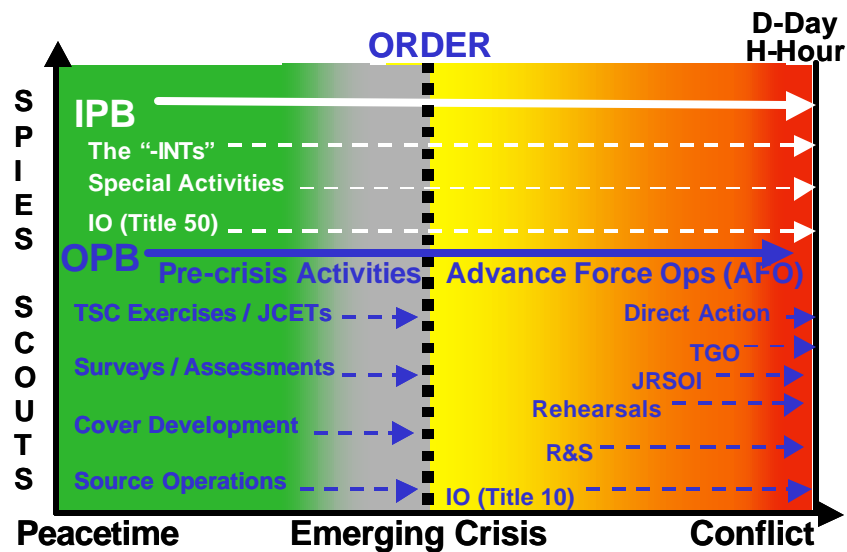 ORDER
D-Day
H-Hour
SPIES
IPB
The “-INTs”
Special Activities
IO (Title 50)
OPB
Pre-crisis Activities
Advance Force Ops (AFO)
SCOUTS
TSC Exercises / JCETs
Direct Action
TGO
Surveys / Assessments
JRSOI
Rehearsals
Cover Development
R&S
Source Operations
IO (Title 10)
Peacetime
Emerging Crisis
Conflict